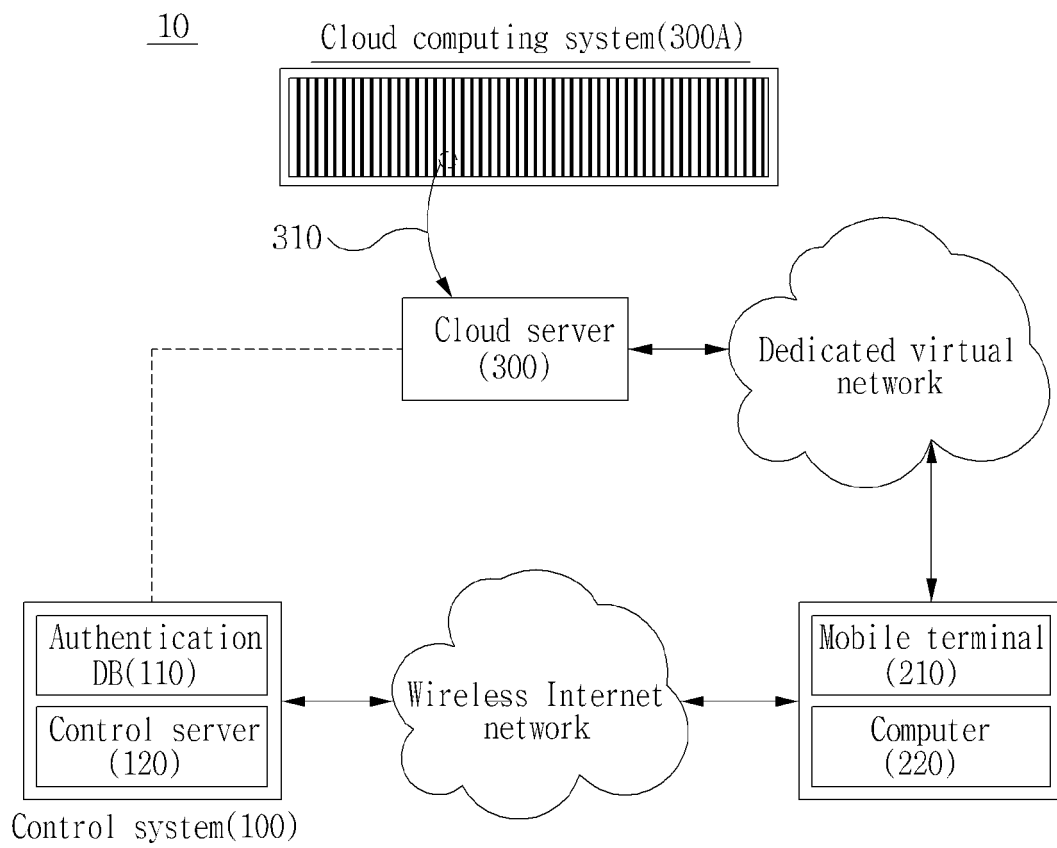 10
Cloud computing system(300A)
310
Cloud server
(300)
Dedicated virtual
network
Authentication
DB(110)
Control server
(120)
Control system(100)
Wireless Internet
network
Mobile terminal
(210)
Computer
(220)